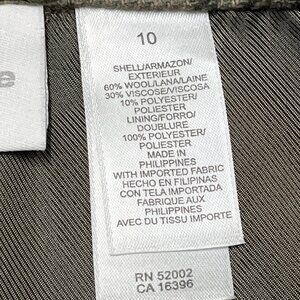 e
10
SHELL/ARMAZON/
EXTERIEUR
60% WOOL/LANA/LAINE
30% VISCOSE/VISCOSA
10% POLYESTER/
POLIESTER
LINING/FORRO/
DOUBLURE
100% POLYESTER/
POLIESTER
MADE IN
PHILIPPINES
WITH IMPORTED FABRIC
HECHO EN FILIPINAS
CON TELA IMPORTADA
FABRIQUE AUX
PHILIPPINES
AVEC DU TISSU IMPORTE
RN 52002
CA 16396